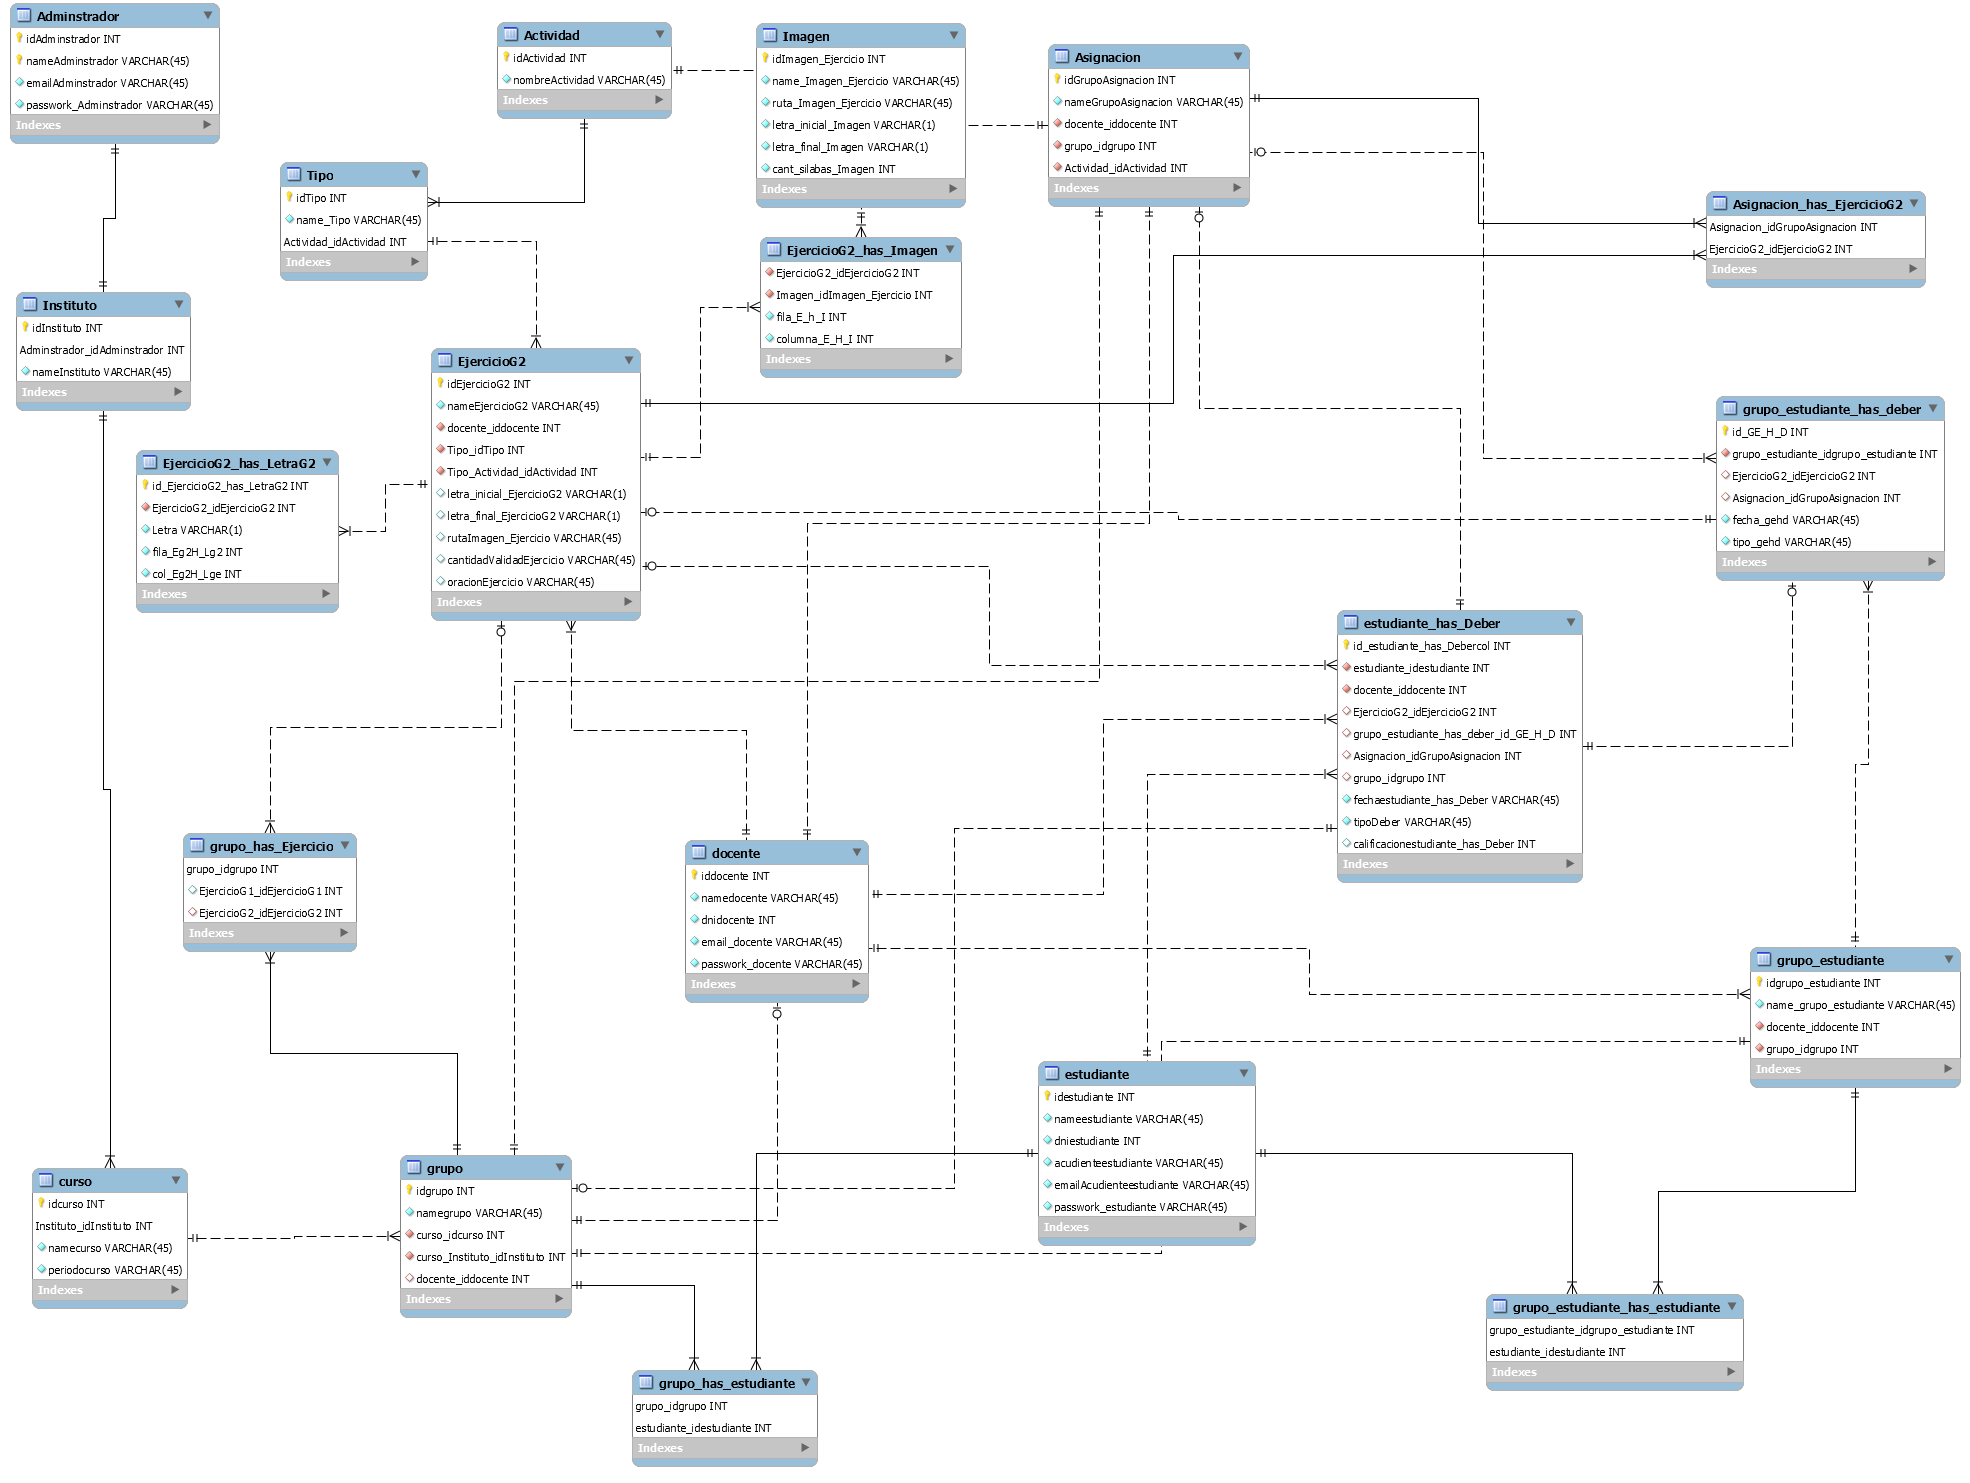 Adminstrador
idAdminstrador INT
nameAdminstrador VARCHAR(45)
emailAdminstrador VARCHAR(45)
passwork_Adminstrador VARCHAR(45)
Indexes
Actividad
idActividad INT
nombreActividad VARCHAR(45)
Indexes
Imagen
idImagen_Ejercicio INT
name_Imagen_Ejercicio VARCHAR(45)
ruta_Imagen_Ejercicio VARCHAR(45)
letra_inicial_Imagen VARCHAR(1)
letra_final_Imagen VARCHAR(1)
cant_silabas_Imagen INT
Indexes
Asignacion
idGrupoAsignacion INT
nameGrupoAsignacion VARCHAR(45)
docente_iddocente INT
grupo_idgrupo INT
Actividad_idActividad INT
Indexes
Tipo
idTipo INT
name_Tipo VARCHAR(45)
Actividad_idActividad INT
Indexes
Asignacion_has_EjercicioG2
Asignacion_idGrupoAsignacion INT
EjercicioG2_idEjercicioG2 INT
Indexes
EjercicioG2_has_Imagen
EjercicioG2_idEjercicioG2 INT
Imagen_idImagen_Ejercicio INT
fila_E_h_I INT
columna_E_H_I INT
Indexes
Instituto
idInstituto INT
Adminstrador_idAdminstrador INT
nameInstituto VARCHAR(45)
Indexes
EjercicioG2
idEjercicioG2 INT
nameEjercicioG2 VARCHAR(45)
docente_iddocente INT
Tipo_idTipo INT
Tipo_Actividad_idActividad INT
letra_inicial_EjercicioG2 VARCHAR(1)
letra_final_EjercicioG2 VARCHAR(1)
rutaImagen_Ejercicio VARCHAR(45)
cantidadValidadEjercicio VARCHAR(45)
oracionEjercicio VARCHAR(45)
Indexes
grupo_estudiante_has_deber
id_GE_H_D INT
grupo_estudiante_idgrupo_estudiante INT
EjercicioG2_idEjercicioG2 INT
Asignacion_idGrupoAsignacion INT
fecha_gehd VARCHAR(45)
tipo_gehd VARCHAR(45)
Indexes
EjercicioG2_has_LetraG2
id_EjercicioG2_has_LetraG2 INT
EjercicioG2_idEjercicioG2 INT
Letra VARCHAR(1)
fila_Eg2H_Lg2 INT
col_Eg2H_Lge INT
Indexes
estudiante_has_Deber
id_estudiante_has_Debercol INT
estudiante_idestudiante INT
docente_iddocente INT
EjercicioG2_idEjercicioG2 INT
grupo_estudiante_has_deber_id_GE_H_D INT
Asignacion_idGrupoAsignacion INT
grupo_idgrupo INT
fechaestudiante_has_Deber VARCHAR(45)
tipoDeber VARCHAR(45)
calificacionestudiante_has_Deber INT
Indexes
grupo_has_Ejercicio
grupo_idgrupo INT
EjercicioG1_idEjercicioG1 INT
EjercicioG2_idEjercicioG2 INT
Indexes
docente
iddocente INT
namedocente VARCHAR(45)
dnidocente INT
email_docente VARCHAR(45)
passwork_docente VARCHAR(45)
Indexes
grupo_estudiante
idgrupo_estudiante INT
name_grupo_estudiante VARCHAR(45)
docente_iddocente INT
grupo_idgrupo INT
Indexes
estudiante
idestudiante INT
nameestudiante VARCHAR(45)
dniestudiante INT
acudienteestudiante VARCHAR(45)
emailAcudienteestudiante VARCHAR(45)
passwork_estudiante VARCHAR(45)
Indexes
curso
idcurso INT
Instituto_idInstituto INT
namecurso VARCHAR(45)
periodocurso VARCHAR(45)
Indexes
grupo
idgrupo INT
namegrupo VARCHAR(45)
curso_idcurso INT
curso_Instituto_idInstituto INT
docente_iddocente INT
Indexes
grupo_estudiante_has_estudiante
grupo_estudiante_idgrupo_estudiante INT
estudiante_idestudiante INT
Indexes
grupo_has_estudiante
grupo_idgrupo INT
estudiante_idestudiante INT
Indexes